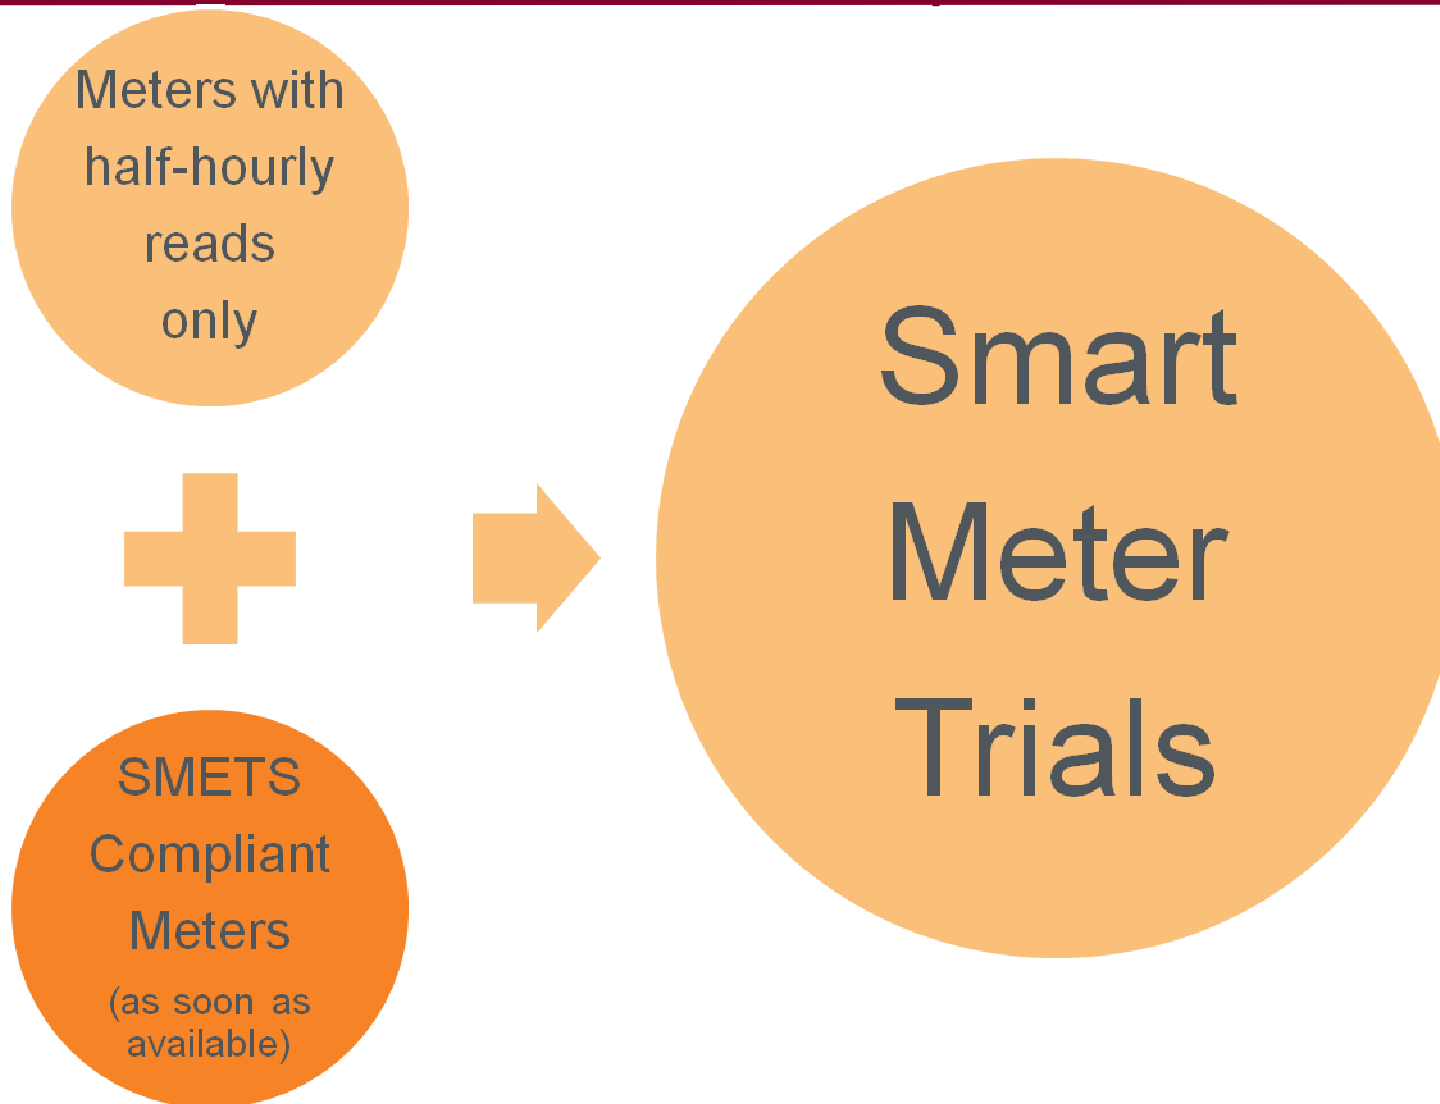 Meters with
half-hourly
reads
only
SMETS
Compliant
Meters
(as soon as
available)
Smart
Meter
Trials